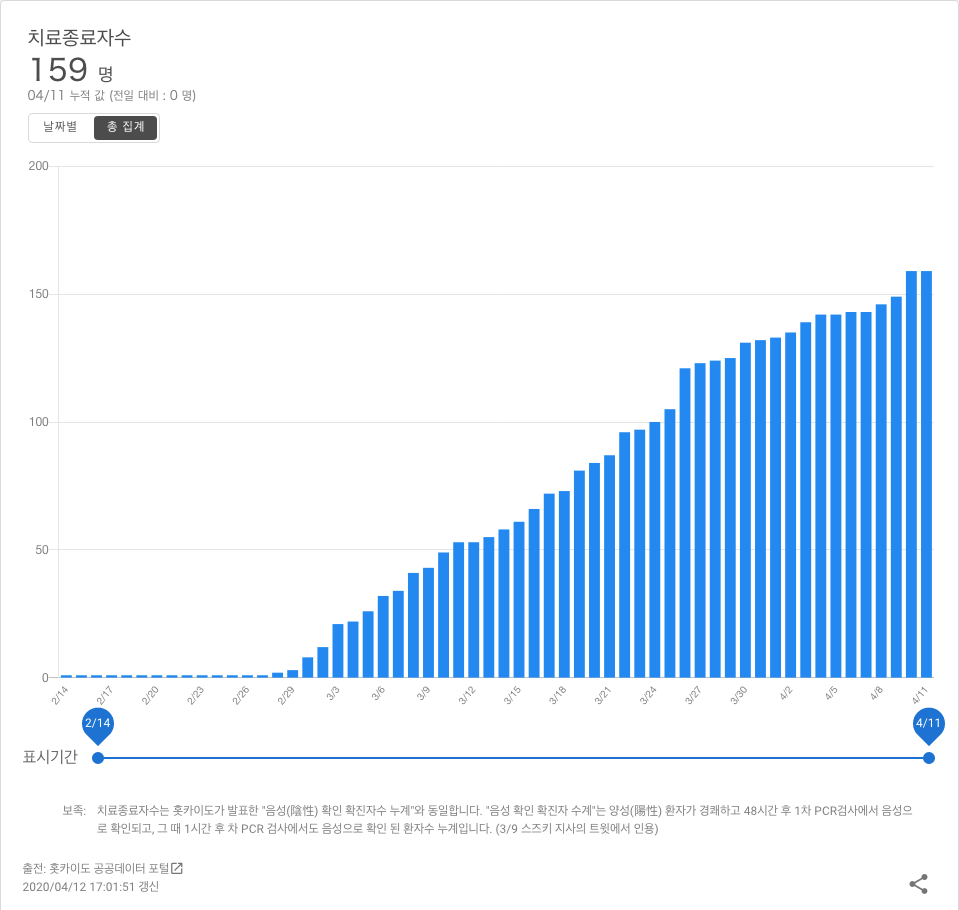 치료종료자수
159 명
04/11 누적 값 (전일 대비 : 0 명)
날짜별 총 집계
200
150
100
50
0
2/14 2/17 2/20 2/23 2/26 2/29 3/3 3/6 3/9 3/12 3/15 3/18 3/21 3/24 3/27 3/30 4/2 4/5 4/8 4/11
2/14 4/11
표시기간
보족: 치료종료자수는 홋카이도가 발표한 "음성(陰性) 확인 확진자수 누계"와 동일합니다. "음성 확인 확진자 수계"는 양성(陽性) 환자가 경쾌하고 48시간 후 1차 PCR검사에서 음성으
로 확인되고, 그 때 1시간 후 차 PCR 검사에서도 음성으로 확인 된 환자수 누계입니다. (3/9 스즈키 지사의 트윗에서 인용)
출전: 홋카이도 공공데이터 포털
2020/04/12 17:01:51 갱신